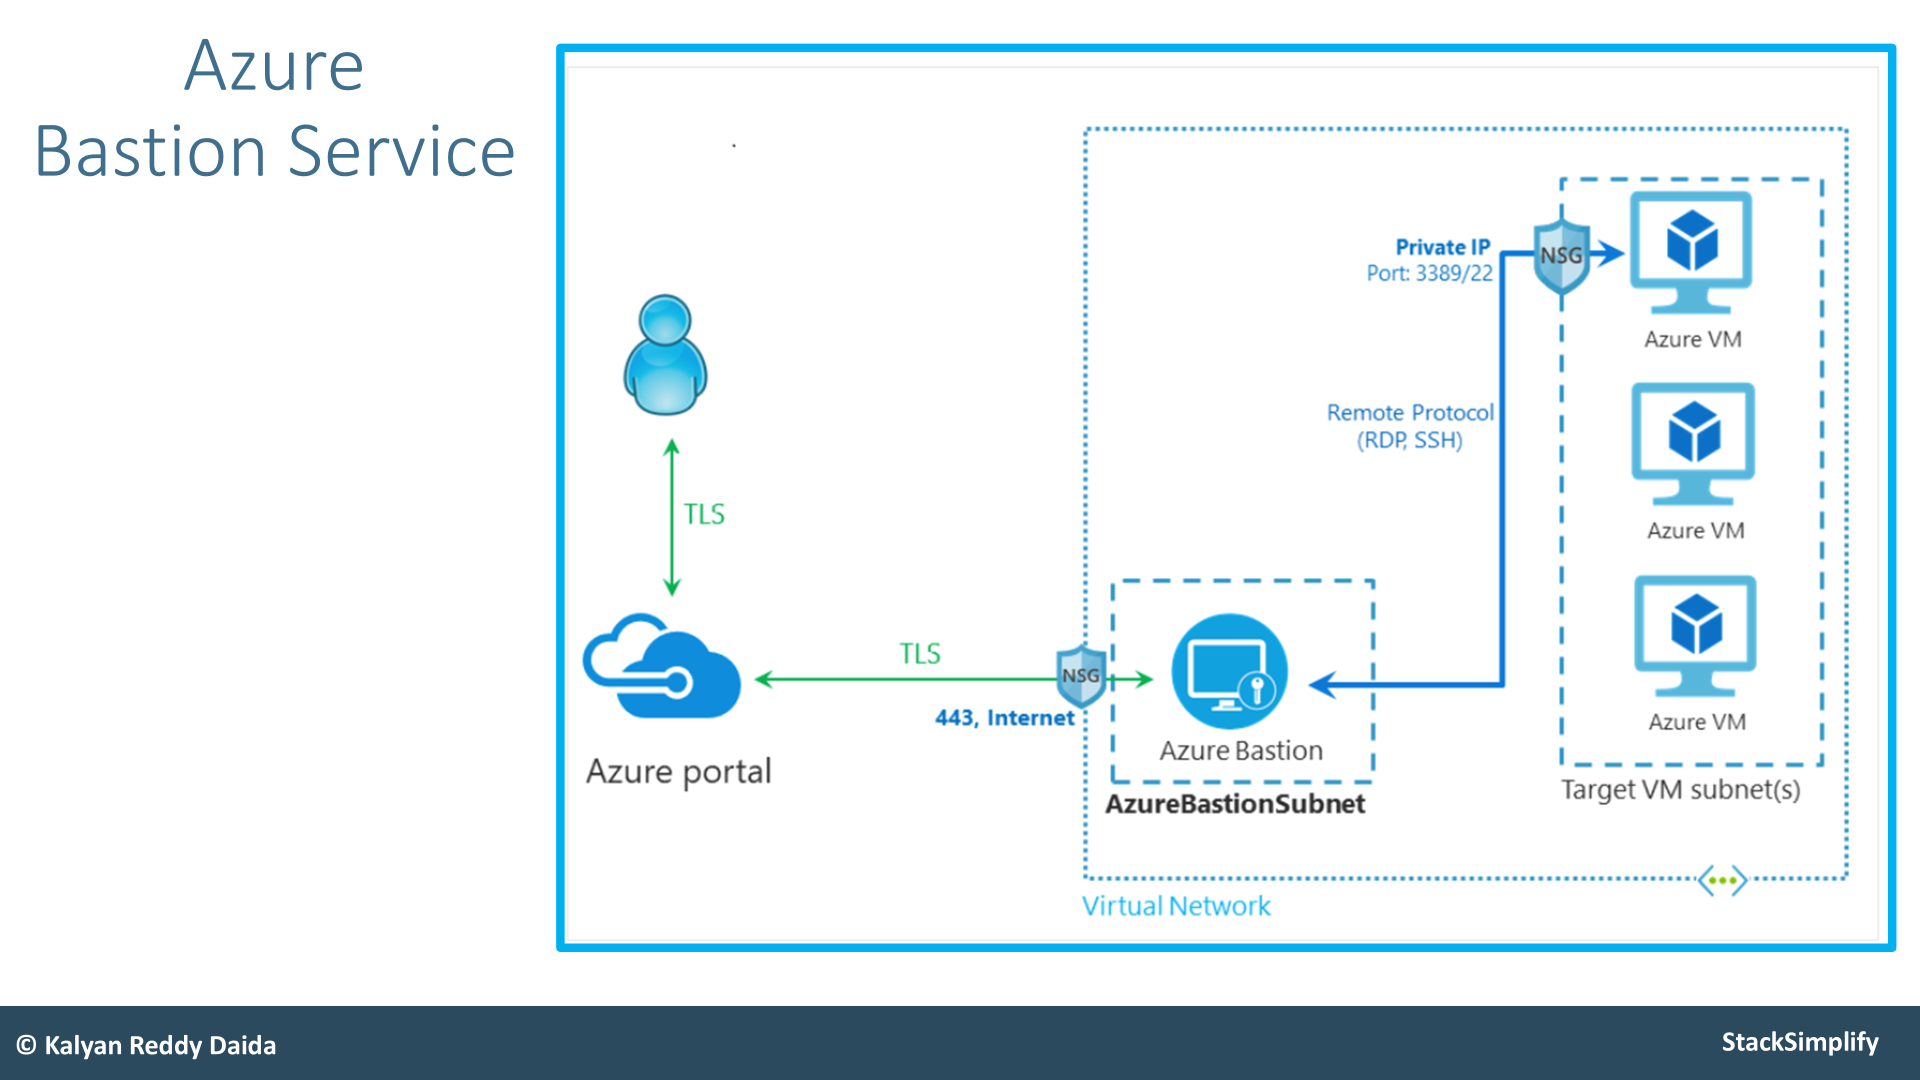 Azure
Bastion Service
Private IP
Port: 3389/22
NSG
Azure VM
Remote Protocol
(RDP, SSH)
Azure VM
TLS
TLS
NSG
443, Internet
Azure VM
Azure portal
Azure Bastion
AzureBastionSubnet
Target VM subnet(s)
Virtual Network
© Kalyan Reddy Daida
StackSimplify